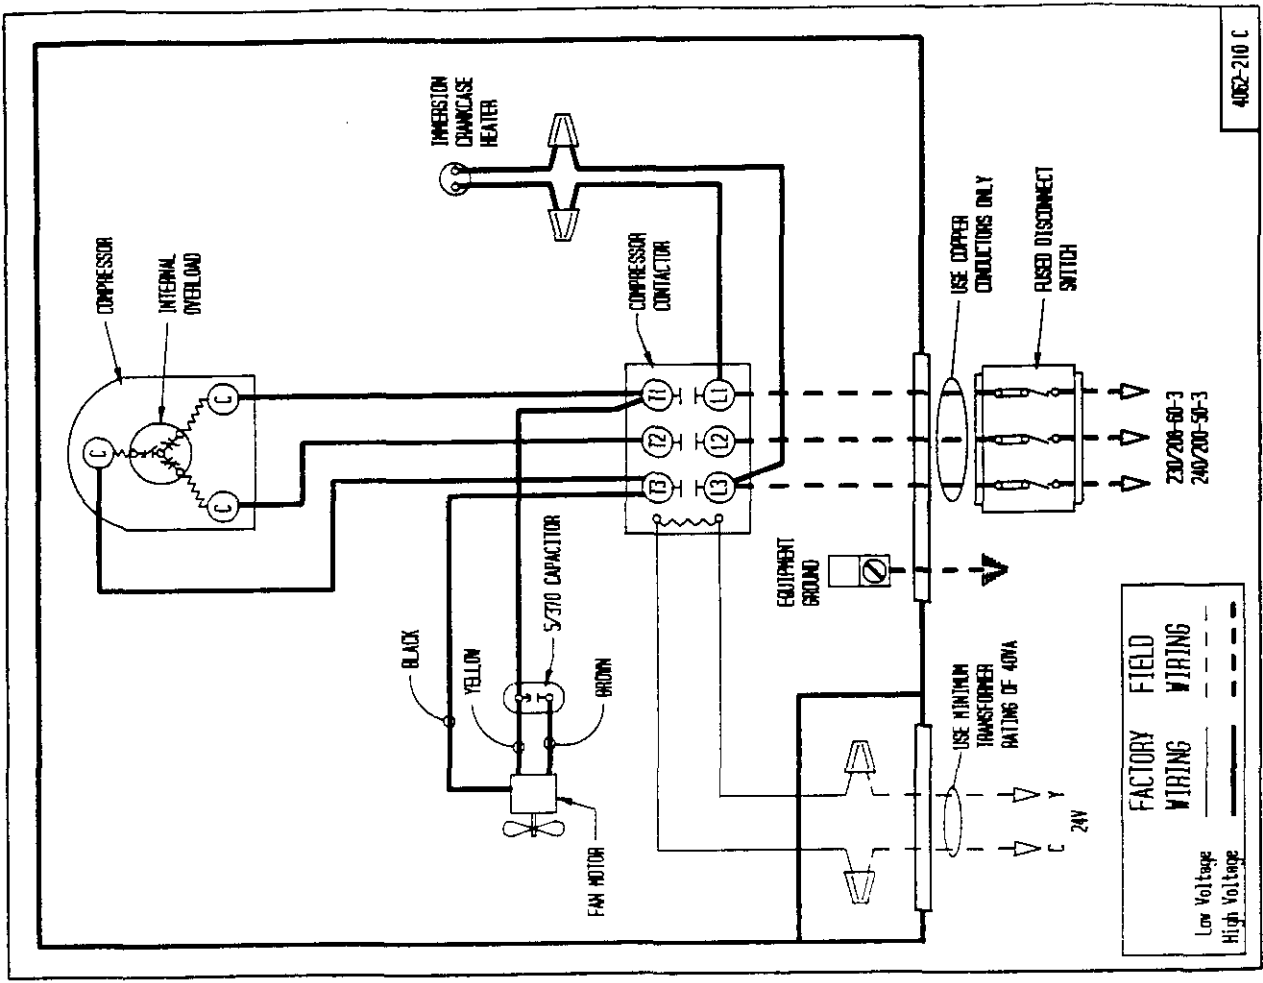 4062-210 C
IMMERSION
CRANKCASE
HEATER
COMPRESSOR
INTERNAL
OVERLOAD
C
C
C
COMPRESSOR
CONTACTOR
T1
T2
T3
L1
L2
L3
USE COPPER
CONDUCTORS ONLY
FUSED DISCONNECT
SWITCH
230/208-60-3
240/200-50-3
EQUIPMENT
GROUND
5/370 CAPACITOR
BLACK
YELLOW
BROWN
FAN MOTOR
USE MINIMUM
TRANSFORMER
RATING OF 40VA
Y
C
24V
FACTORY WIRING
FIELD WIRING
Low Voltage
High Voltage